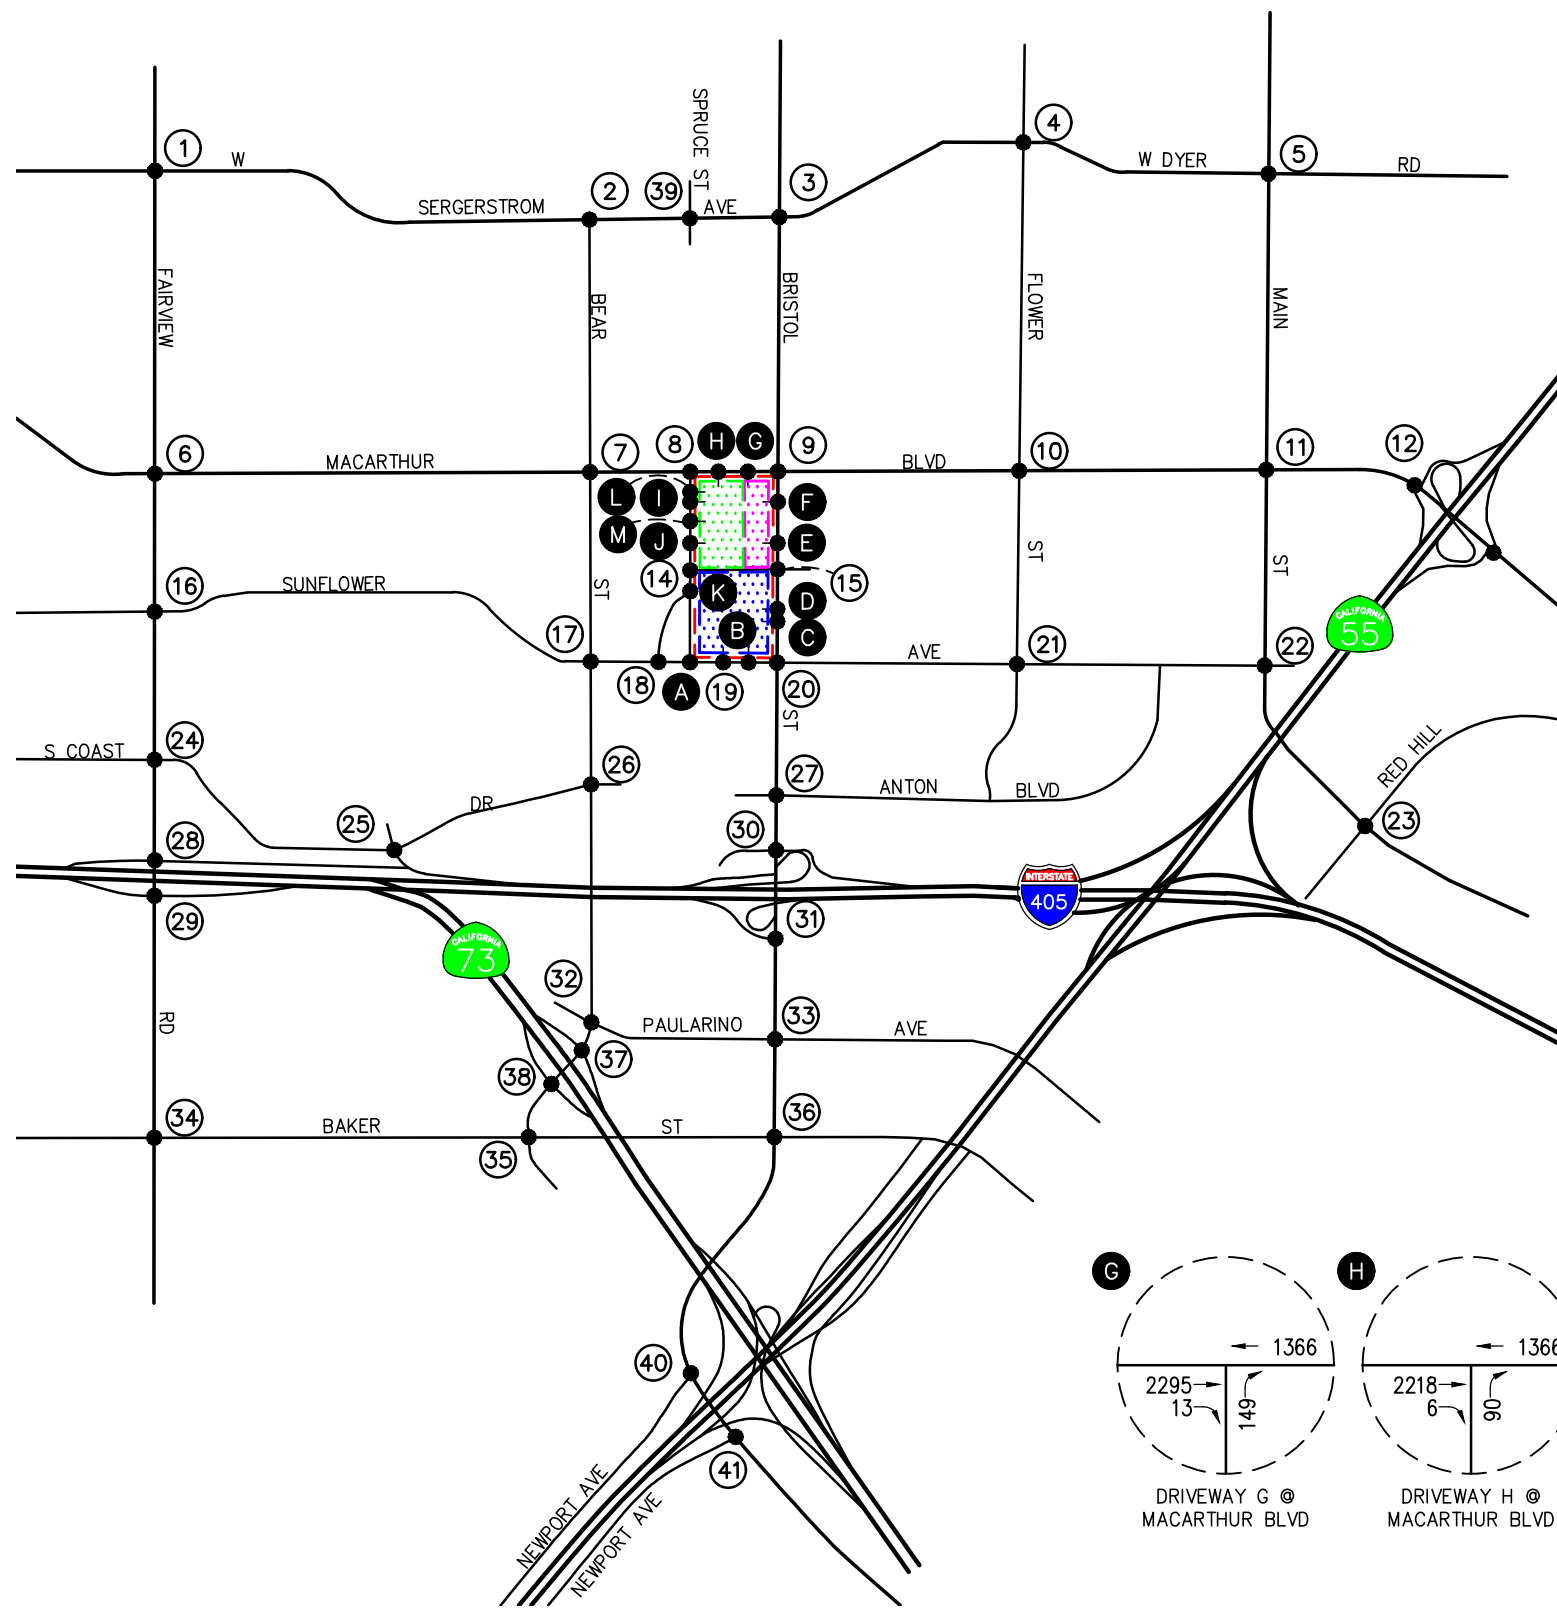 SPRUCE ST
1
W
2
39
AVE
3
4
W DYER
5
RD
SERGERSTROM
FAIRVIEW
BEAR
BRISTOL
FLOWER
MAIN
6
MACARTHUR
7
8
H
G
9
BLVD
10
11
12
L
I
F
M
J
E
ST
ST
16
SUNFLOWER
ST
14
K
15
D
B
C
CALIFORNIA
55
17
18
A
19
20
AVE
21
22
ST
24
S COAST
26
27
ANTON
BLVD
RED HILL
DR
25
30
23
28
INTERSTATE
405
29
31
CALIFORNIA
73
32
RD
PAULARINO
33
AVE
37
38
34
BAKER
ST
36
35
G
H
1366
2295
13
149
1366
2218
6
90
DRIVEWAY G @
MACARTHUR BLVD
DRIVEWAY H @
MACARTHUR BLVD
40
41
NEWPORT AVE
NEWPORT AVE